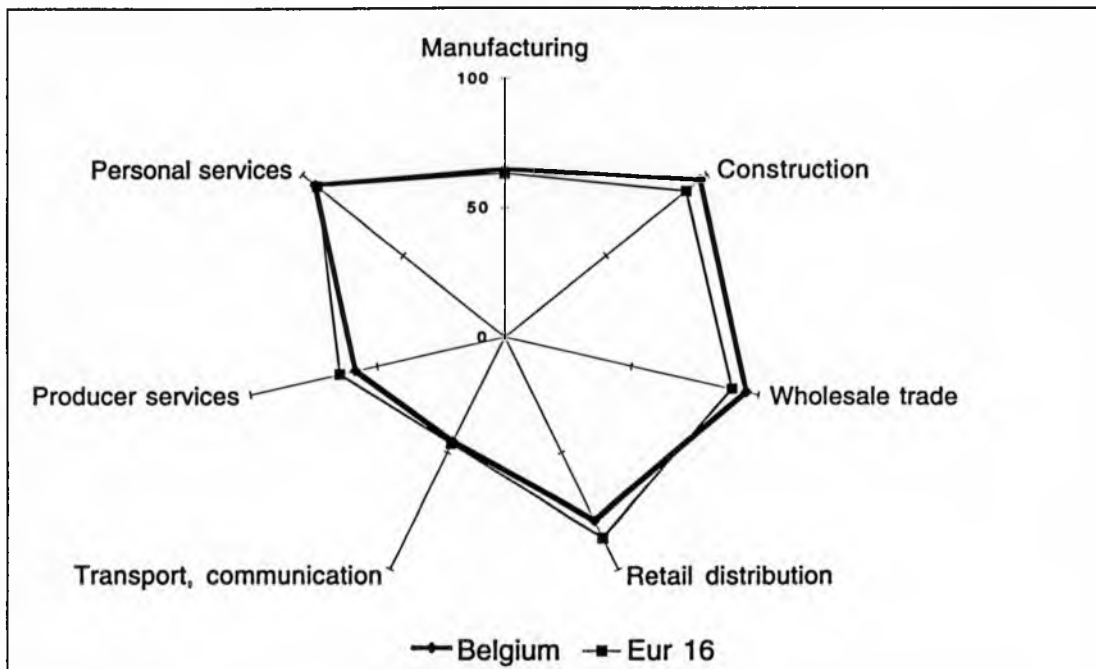 Manufacturing
100
Personal services
Construction
50
0
Producer services
Wholesale trade
Transport, communication
Retail distribution
Belgium
Eur 16